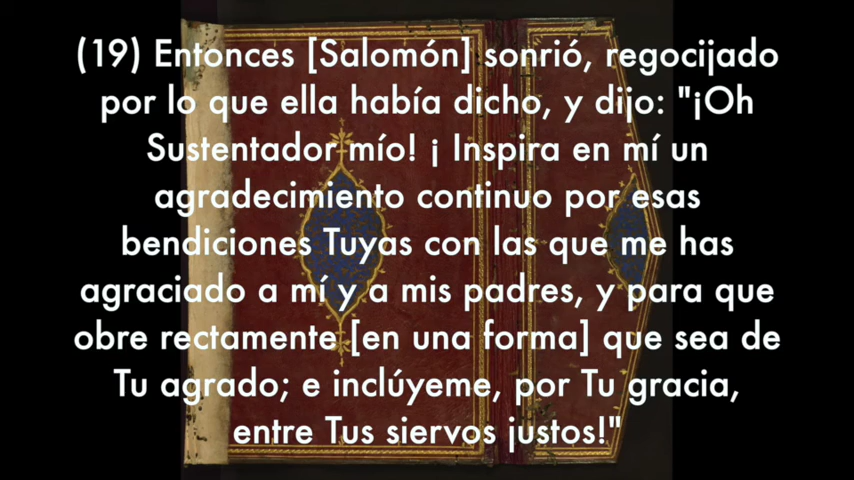 (19) Entonces [Salomón] sonrió, regocijado
por lo que ella había dicho, y dijo: "¡Oh
Sustentador mío! ¡ Inspira en mí un
agradecimiento continuo por esas
bendiciones Tuyas con las que me has
agraciado a mí y a mis padres, y para que
obre rectamente [en una forma] que sea de
Tu agrado; e inclúyeme, por Tu gracia,
entre Tus siervos justos!"